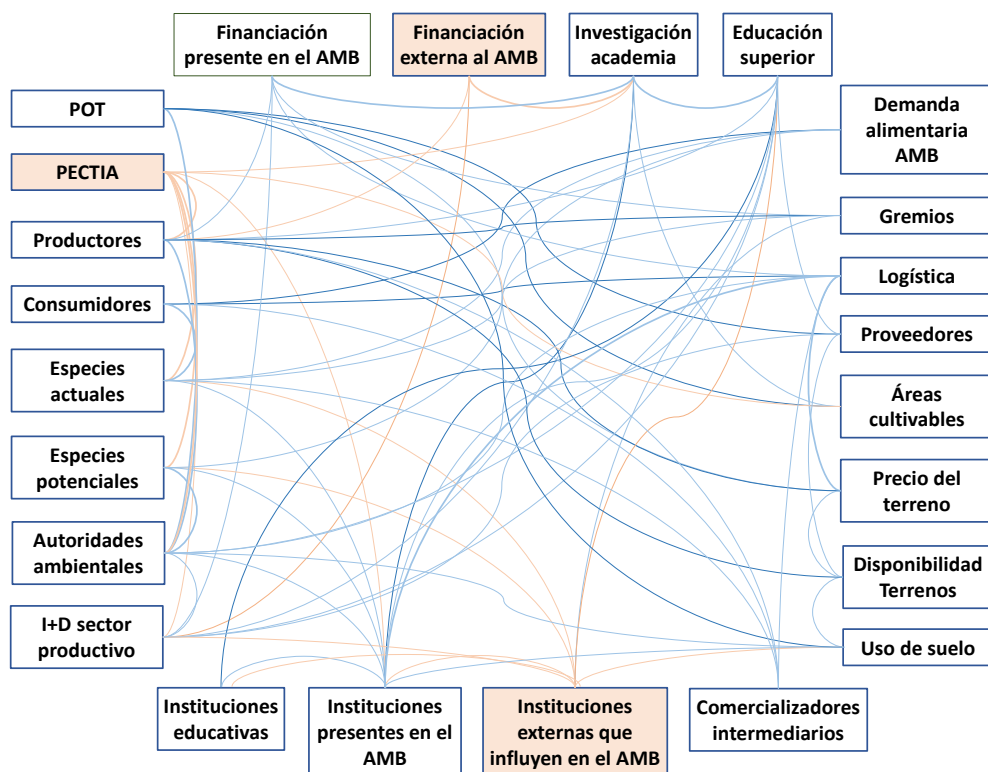 Financiación
presente en el AMB
Financiación
externa al AMB
Investigación
academia
Educación
superior
POT
PECTIA
Productores
Consumidores
Especies
actuales
Especies
potenciales
Autoridades
ambientales
I+D sector
productivo
Demanda
alimentaria
AMB
Gremios
Logística
Proveedores
Áreas
cultivables
Precio del
terreno
Disponibilidad
Terrenos
Uso de suelo
Instituciones
educativas
Instituciones
presentes en el
AMB
Instituciones
externas que
influyen en el AMB
Comercializadores
intermediarios